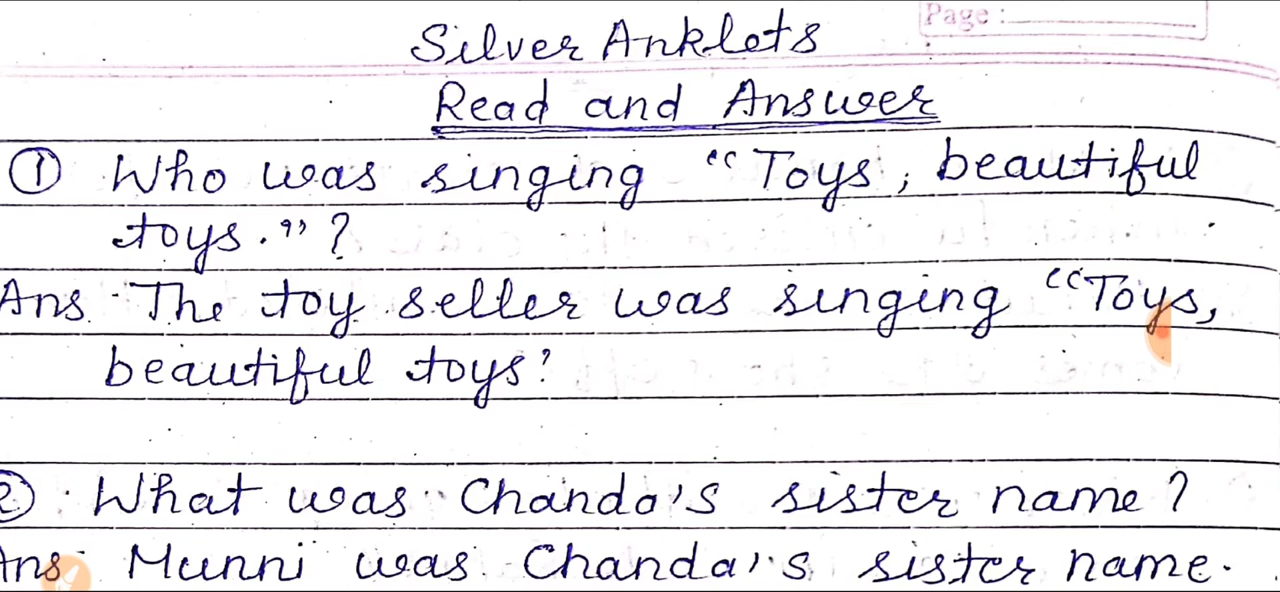 Page :
Silver Anklets
Read and Answer
① Who was singing “Toys, beautiful
toys.”?
Ans. The toy seller was singing “Toys,
beautiful toys?
② What was Chanda's sister name?
Ans. Munni was Chanda's sister name.